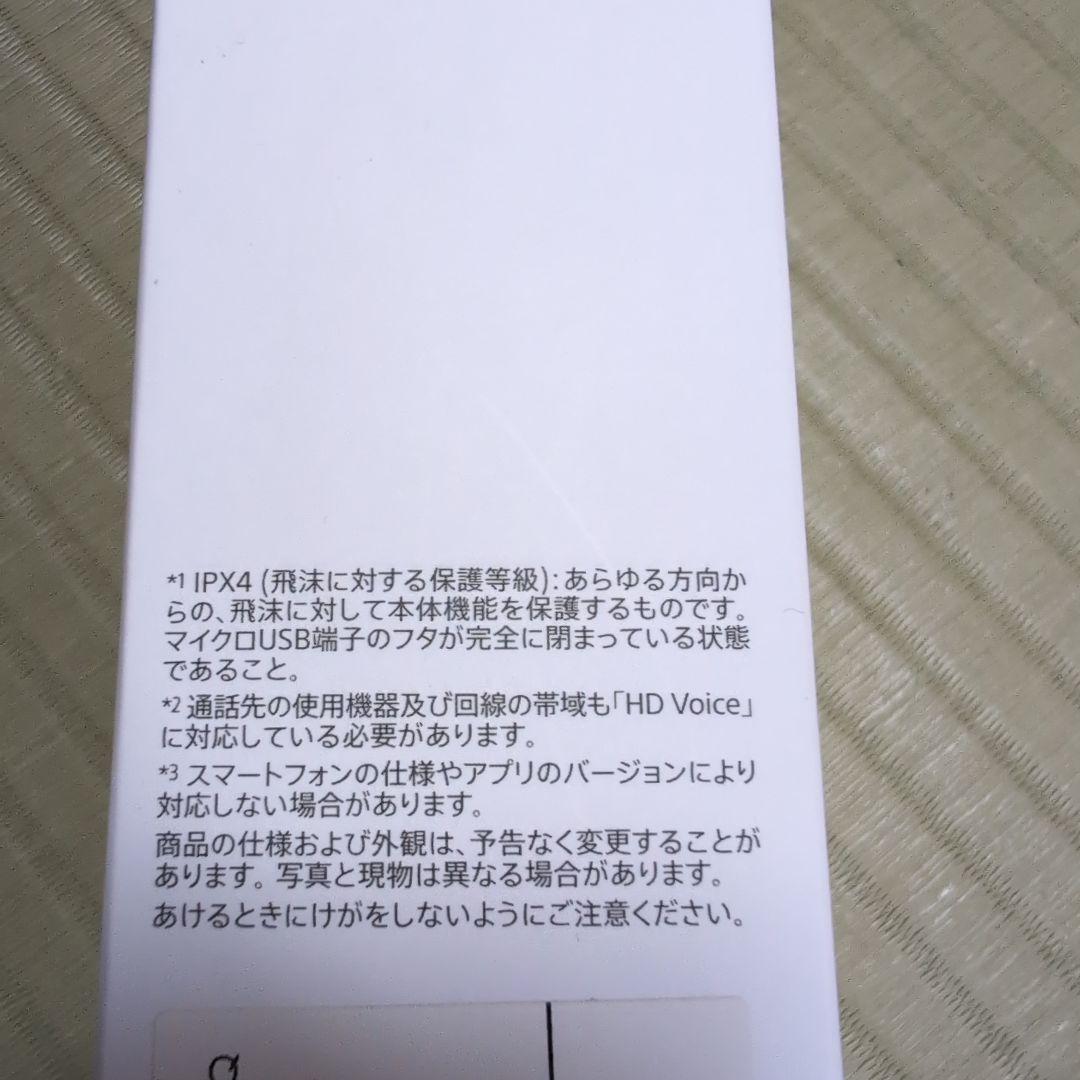 *1 IPX4 (飛沫に対する保護等級): あらゆる方向か
らの、飛沫に対して本体機能を保護するものです。
マイクロUSB端子のフタが完全に閉まっている状態
であること。
*2 通話先の使用機器及び回線の帯域も「HD Voice」
に対応している必要があります。
*3 スマートフォンの仕様やアプリのバージョンにより
対応しない場合があります。
商品の仕様および外観は、予告なく変更することが
あります。写真と現物は異なる場合があります。
あけるときにけがをしないようにご注意ください。